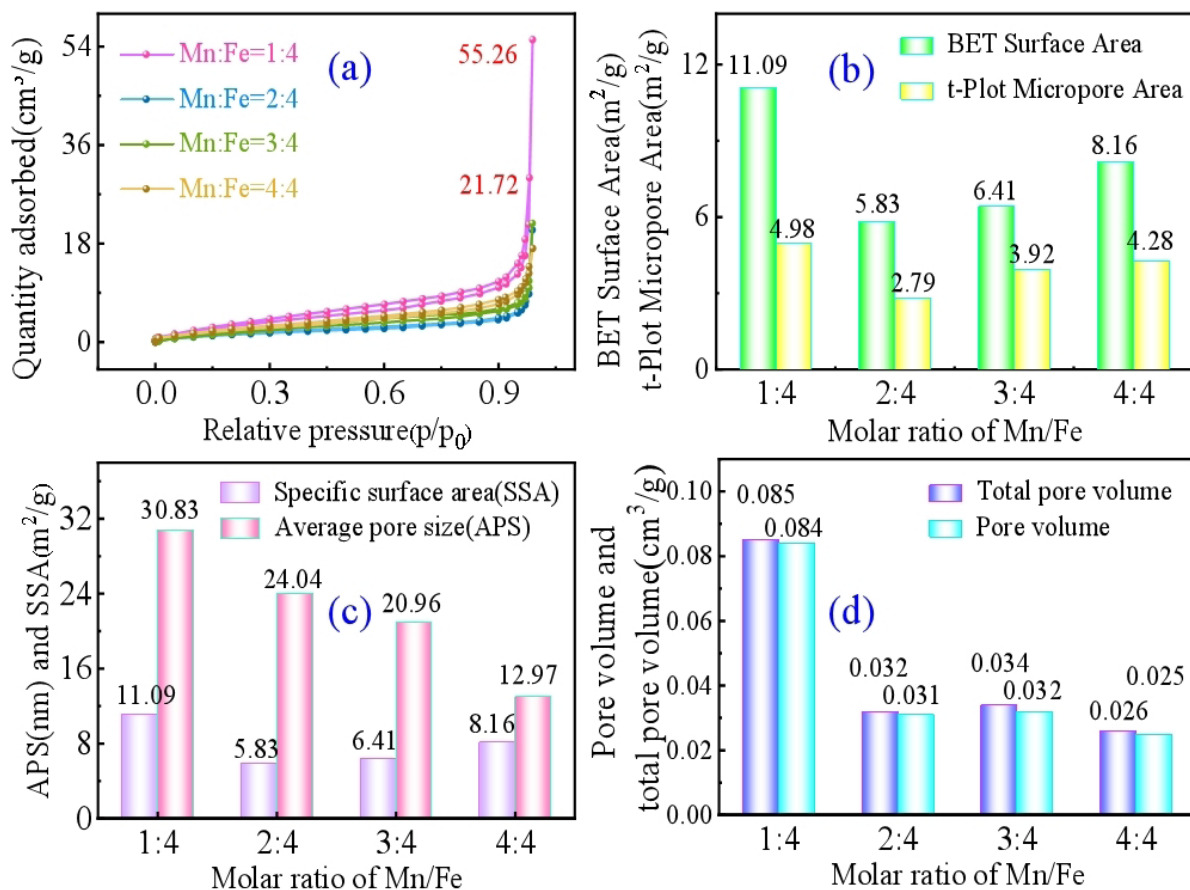 Quantity adsorbed(cm³/g)
54
36
18
0
Mn:Fe=1:4
Mn:Fe=2:4
Mn:Fe=3:4
Mn:Fe=4:4
(a)
55.26
21.72
0.0 0.3 0.6 0.9
Relative pressure(p/p₀)
BET Surface Area(m²/g)
t-Plot Micropore Area(m²/g)
12
6
0
(b)
BET Surface Area
t-Plot Micropore Area
11.09
4.98
5.83
2.79
6.41
3.92
8.16
4.28
1:4 2:4 3:4 4:4
Molar ratio of Mn/Fe
APS(nm) and SSA(m²/g)
32
24
16
8
0
Specific surface area(SSA)
Average pore size(APS)
(c)
11.09
30.83
5.83
24.04
6.41
20.96
8.16
12.97
1:4 2:4 3:4 4:4
Molar ratio of Mn/Fe
Pore volume and
total pore volume(cm³/g)
0.10
0.08
0.06
0.04
0.02
0.00
Total pore volume
Pore volume
(d)
0.085
0.084
0.032
0.031
0.034
0.032
0.026
0.025
1:4 2:4 3:4 4:4
Molar ratio of Mn/Fe